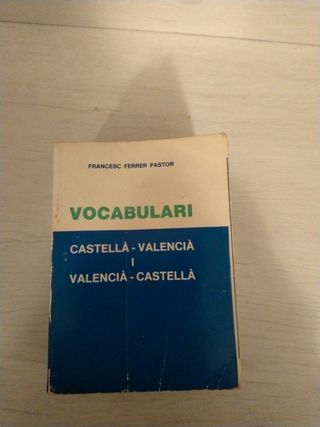 FRANCESC FERRER PASTOR
VOCABULARI
CASTELLÀ - VALENCIÀ
I
VALENCIÀ - CASTELLÀ